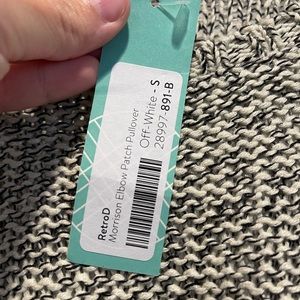 RetroD
Morrison Elbow Patch Pullover
Off-White - S
28997-891-B